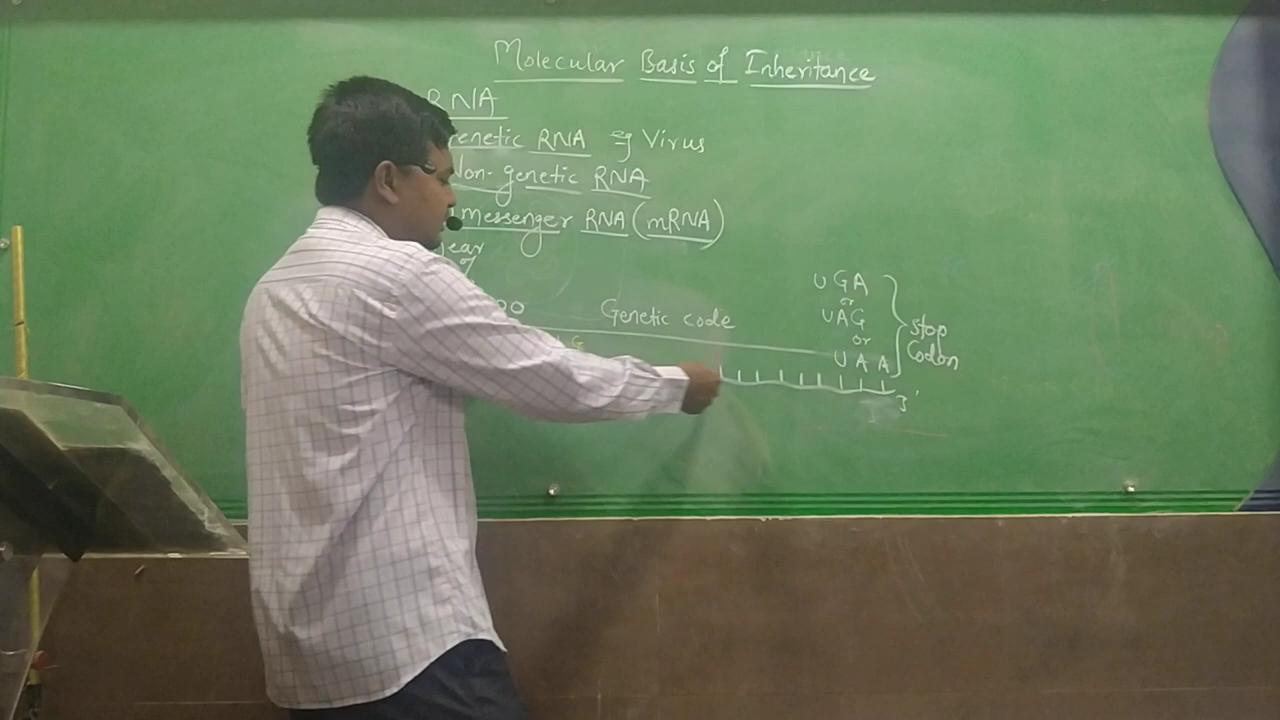 Molecular Basis of Inheritance
RNA
enetic RNA eg Virus
Non-genetic RNA
messenger RNA (mRNA)
UGA
or
UAG
or
UAA
Stop
Codon
Genetic code
G
3'